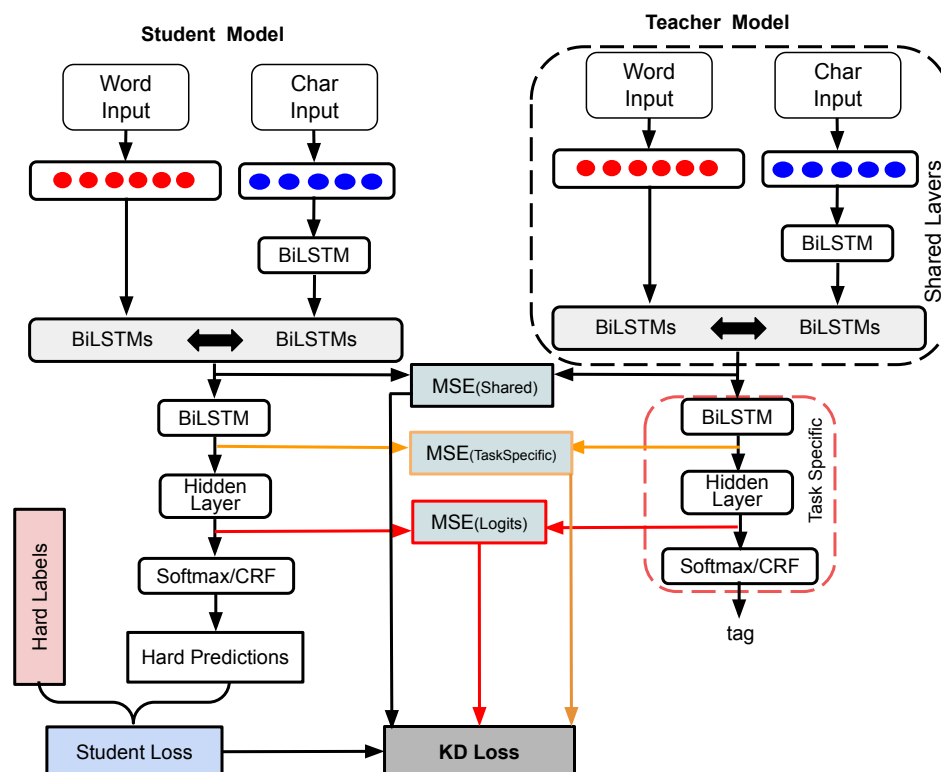 Student Model
Teacher Model
Word
Input
Char
Input
Word
Input
Char
Input
BiLSTM
BiLSTM
Shared Layers
BiLSTMs
BiLSTMs
BiLSTMs
BiLSTMs
MSE(Shared)
BiLSTM
BiLSTM
MSE(TaskSpecific)
Hidden
Layer
Hidden
Layer
Task Specific
MSE(Logits)
Softmax/CRF
Softmax/CRF
Hard Labels
Hard Predictions
tag
Student Loss
KD Loss